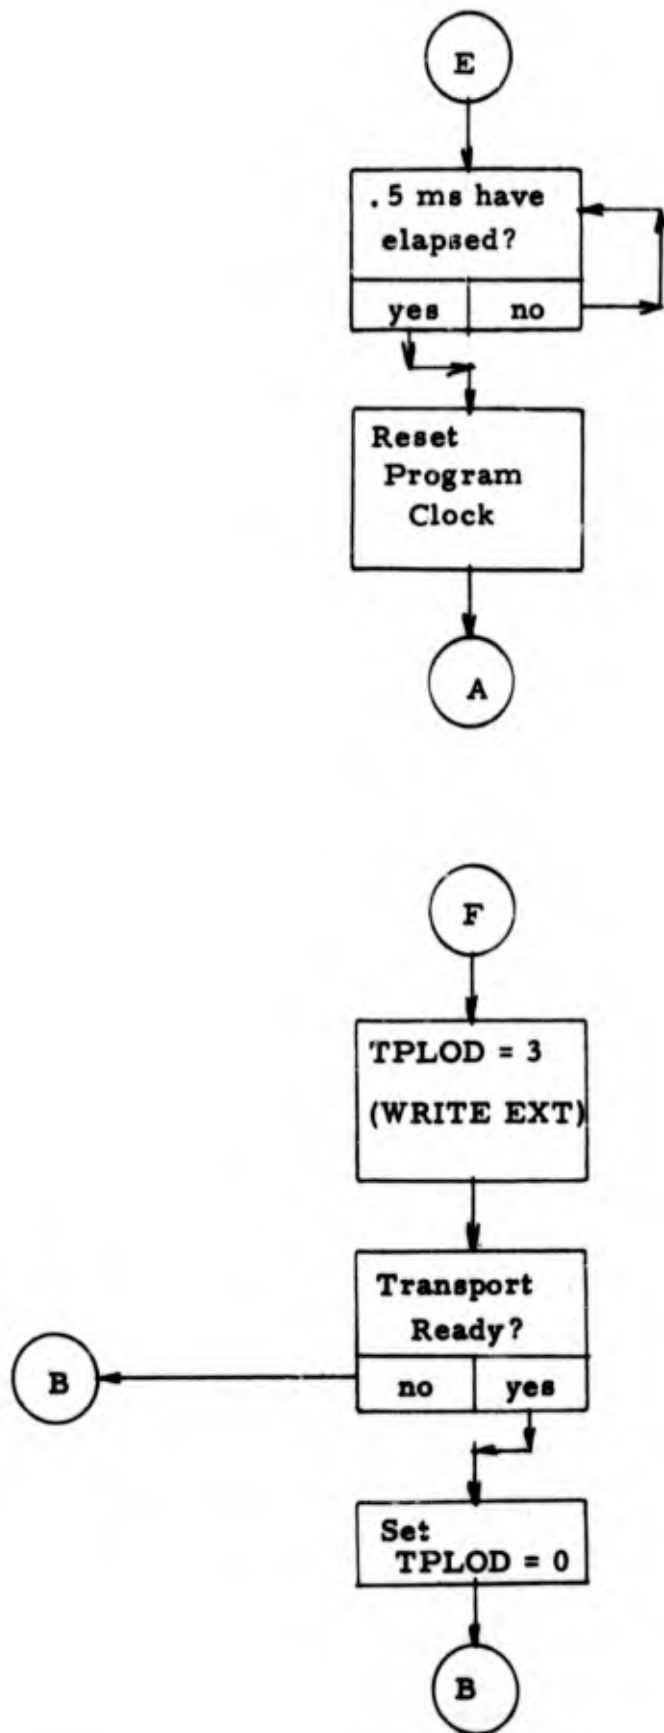 E
.5 ms have
elapsed?
yes no
Reset
Program
Clock
A
F
TPLOD = 3
(WRITE EXT)
Transport
Ready?
B
no yes
Set
TPLOD = 0
B